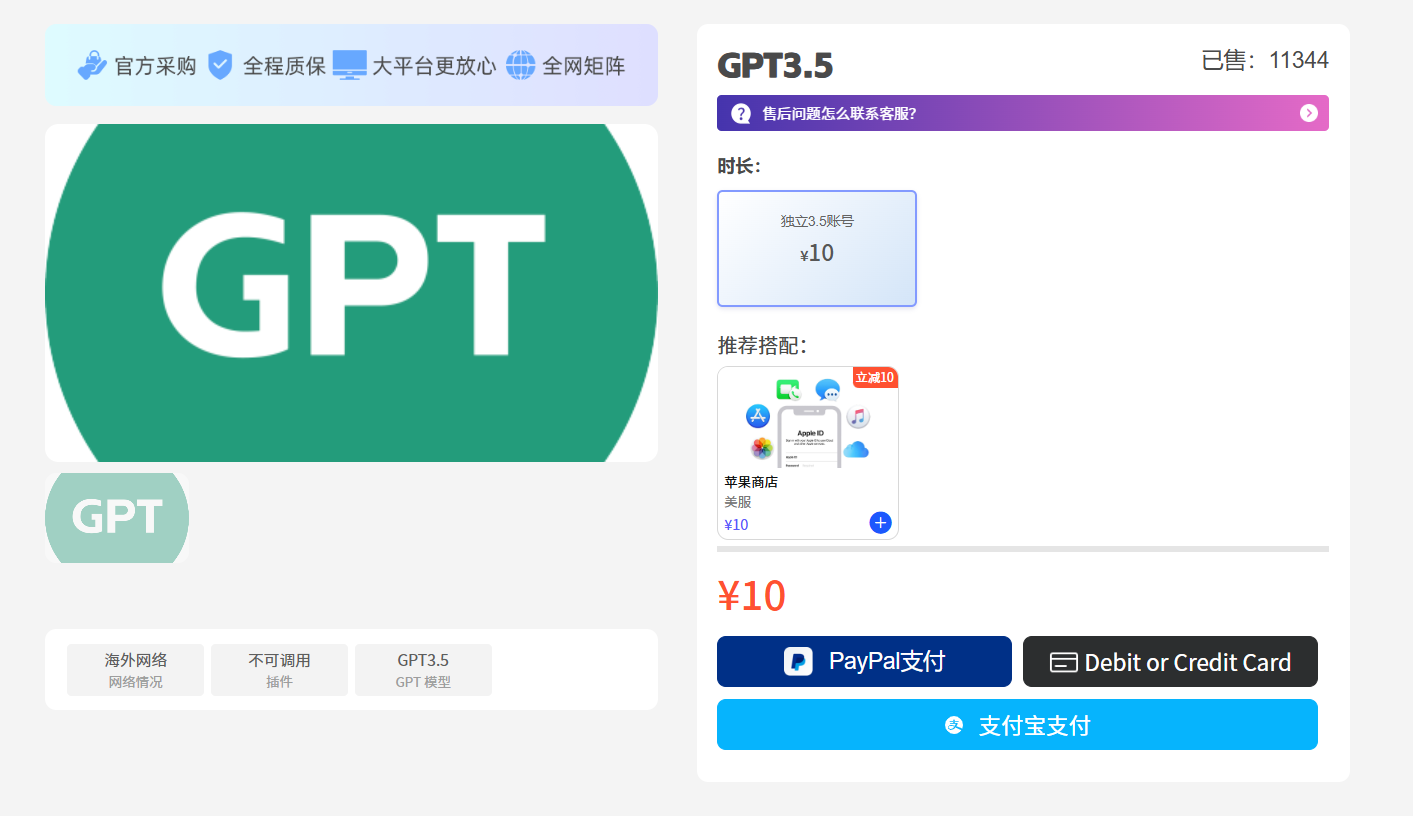 官方采购 全程质保 大平台更放心 全网矩阵
GPT
GPT
海外网络
网络情况
不可调用
插件
GPT3.5
GPT 模型
GPT3.5
已售：11344
售后问题怎么联系客服?
时长：
独立3.5账号
¥10
推荐搭配：
立减10
Apple ID
苹果商店
美服
¥10
¥10
PayPal支付
Debit or Credit Card
支付宝支付